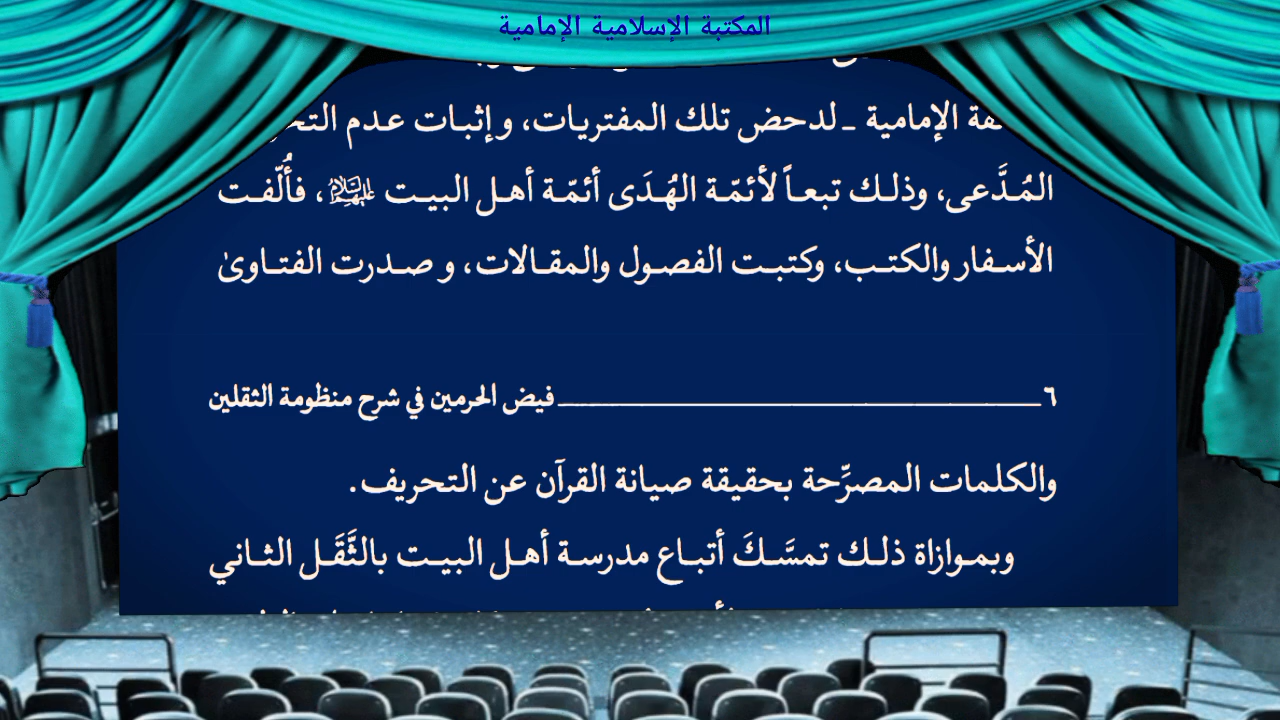 المكتبة الإسلامية الإمامية
الإمامية ـ لدحض تلك المفتريات، وإثبات عدم
المُدَّعى، وذلك تبعاً لأئمّة الهُدَى أئمّة أهل البيت عليهم السلام، فأُلّفت
الأسفار والكتب، وكتبت الفصول والمقالات، و صدرت الفتاوىٰ
٦ فيض الحرمين في شرح منظومة الثقلين
والكلمات المصرِّحة بحقيقة صيانة القرآن عن التحريف.
وبموازاة ذلك تمسَّكَ أتباع مدرسة أهل البيت بالثَّقَل الثاني